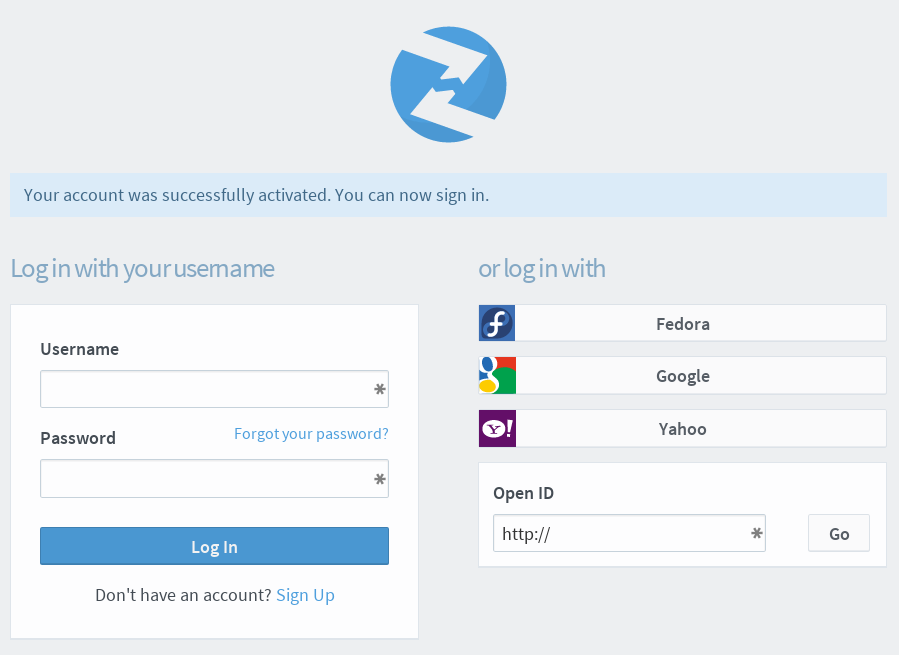 Your account was successfully activated. You can now sign in.
Log in with your username
Username
*
Password
Forgot your password?
*
Log In
Don't have an account? Sign Up
or log in with
Fedora
Google
Yahoo
Open ID
http:// *
Go